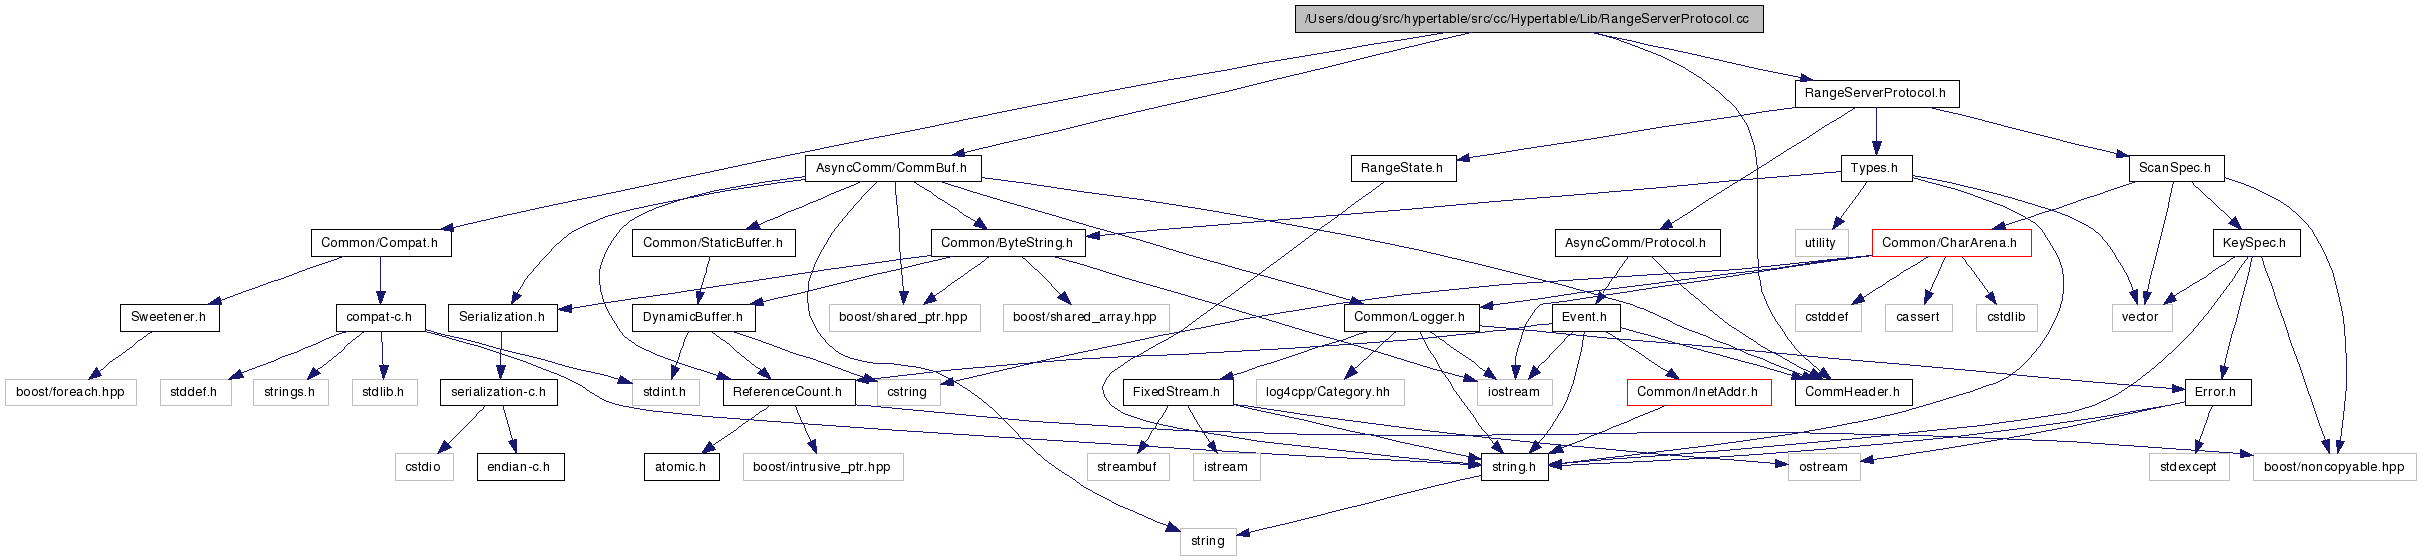 /Users/doug/src/hypertable/src/cc/Hypertable/Lib/RangeServerProtocol.cc
RangeServerProtocol.h
AsyncComm/CommBuf.h
RangeState.h
Types.h
ScanSpec.h
Common/Compat.h
Common/StaticBuffer.h
Common/ByteString.h
AsyncComm/Protocol.h
utility
Common/CharArena.h
KeySpec.h
Sweetener.h
compat-c.h
Serialization.h
DynamicBuffer.h
boost/shared_ptr.hpp
boost/shared_array.hpp
Common/Logger.h
Event.h
cstddef
cassert
cstdlib
vector
boost/foreach.hpp
stddef.h
strings.h
stdlib.h
serialization-c.h
stdint.h
ReferenceCount.h
cstring
FixedStream.h
log4cpp/Category.hh
iostream
Common/InetAddr.h
CommHeader.h
Error.h
cstdio
endian-c.h
atomic.h
boost/intrusive_ptr.hpp
streambuf
istream
string.h
ostream
stdexcept
boost/noncopyable.hpp
string